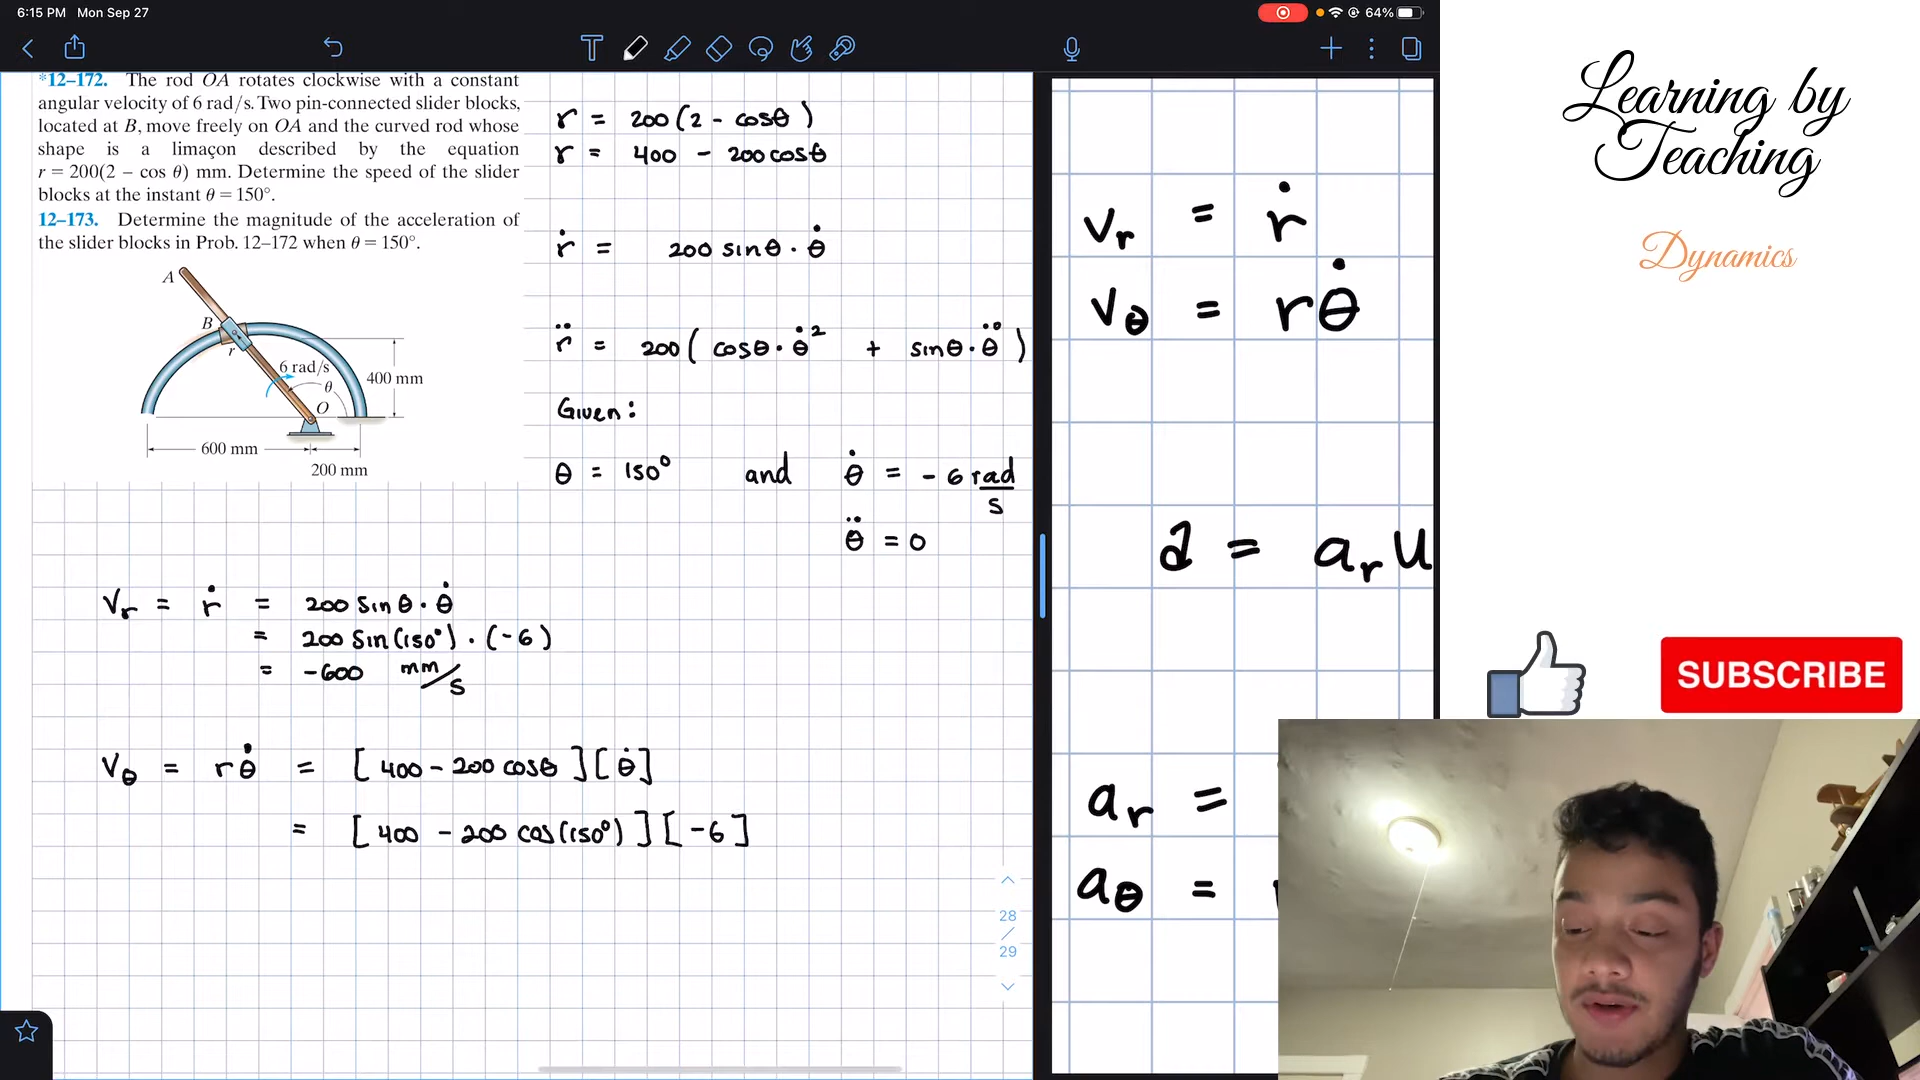 6:15 PM Mon Sep 27
64%
*12–172. The rod OA rotates clockwise with a constant
angular velocity of 6 rad/s. Two pin-connected slider blocks,
located at B, move freely on OA and the curved rod whose
shape is a limaçon described by the equation
r = 200(2 – cos θ) mm. Determine the speed of the slider
blocks at the instant θ = 150°.
12–173. Determine the magnitude of the acceleration of
the slider blocks in Prob. 12–172 when θ = 150°.
A
B
r
6 rad/s
θ
O
400 mm
600 mm
200 mm
r = 200(2 - cosθ)
r = 400 - 200cosθ
ṙ = 200 sinθ · θ̇
r̈ = 200( cosθ · θ̇² + sinθ · θ̈ )
Given:
θ = 150° and θ̇ = -6 rad/s
θ̈ = 0
Vr = ṙ = 200 sinθ · θ̇
= 200 sin(150°) · (-6)
= -600 mm/s
Vθ = rθ̇ = [400 - 200 cosθ][θ̇]
= [400 - 200 cos(150°)][-6]
28
/
29
Vr = ṙ
Vθ = rθ̇
a = ar u
ar =
aθ =
Learning by
Teaching
Dynamics
SUBSCRIBE